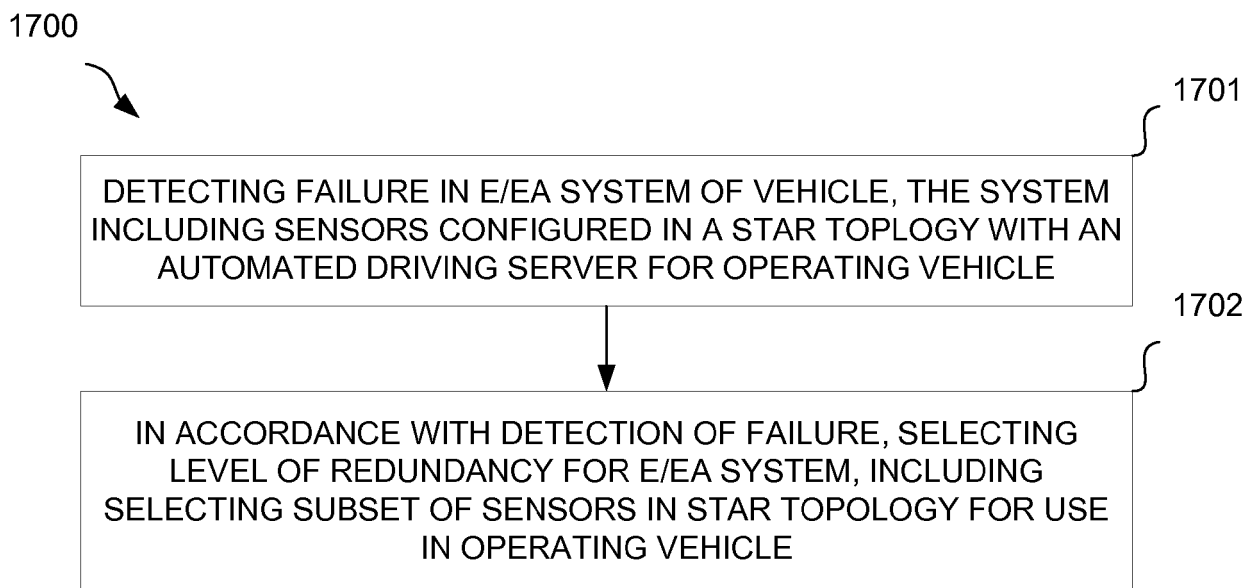 1700
1701
DETECTING FAILURE IN E/EA SYSTEM OF VEHICLE, THE SYSTEM
INCLUDING SENSORS CONFIGURED IN A STAR TOPLOGY WITH AN
AUTOMATED DRIVING SERVER FOR OPERATING VEHICLE
1702
IN ACCORDANCE WITH DETECTION OF FAILURE, SELECTING
LEVEL OF REDUNDANCY FOR E/EA SYSTEM, INCLUDING
SELECTING SUBSET OF SENSORS IN STAR TOPOLOGY FOR USE
IN OPERATING VEHICLE